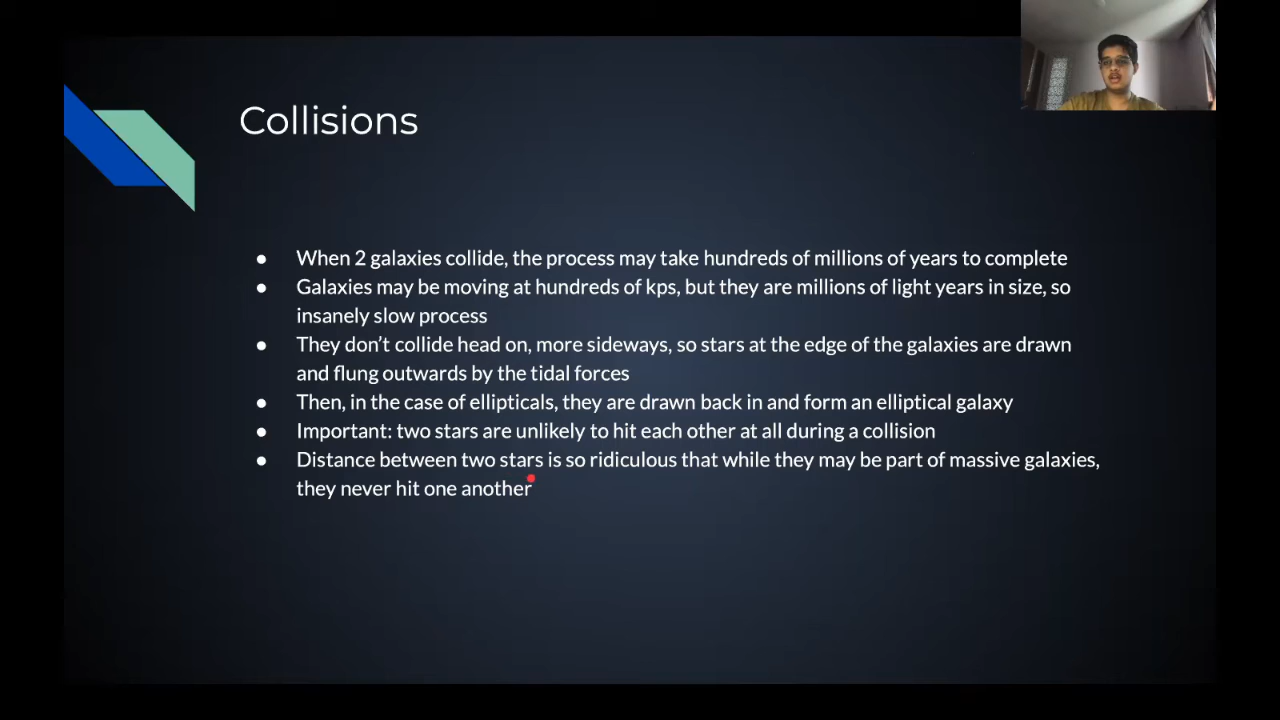 Collisions
● When 2 galaxies collide, the process may take hundreds of millions of years to complete
● Galaxies may be moving at hundreds of kps, but they are millions of light years in size, so
insanely slow process
● They don’t collide head on, more sideways, so stars at the edge of the galaxies are drawn
and flung outwards by the tidal forces
● Then, in the case of ellipticals, they are drawn back in and form an elliptical galaxy
● Important: two stars are unlikely to hit each other at all during a collision
● Distance between two stars is so ridiculous that while they may be part of massive galaxies,
they never hit one another